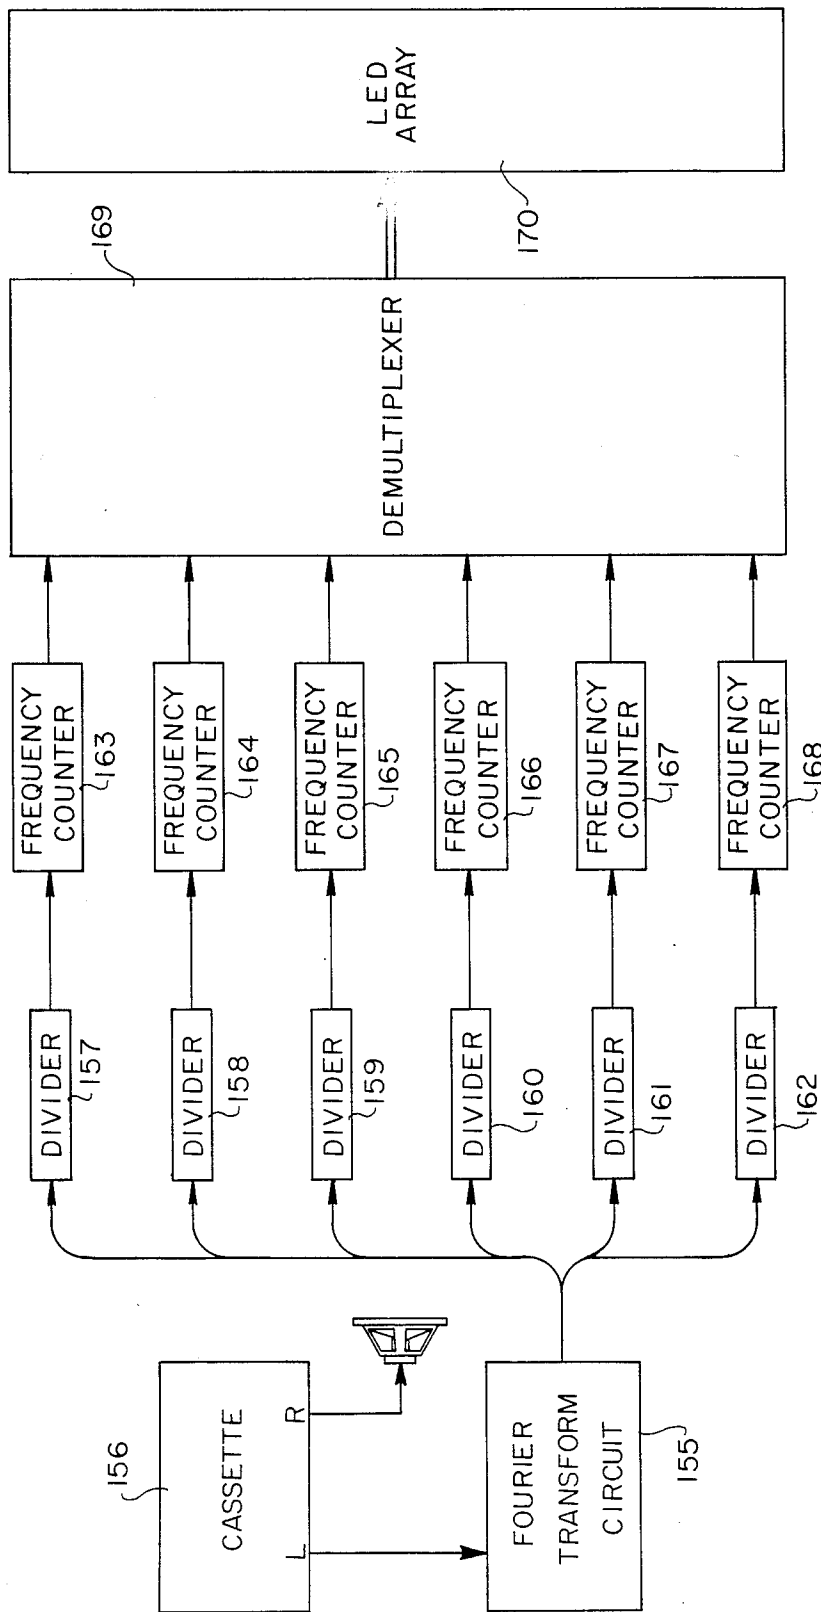 156
CASSETTE
L
R
FOURIER
TRANSFORM
CIRCUIT
155
DIVIDER
157
DIVIDER
158
DIVIDER
159
DIVIDER
160
DIVIDER
161
DIVIDER
162
FREQUENCY
COUNTER
163
FREQUENCY
COUNTER
164
FREQUENCY
COUNTER
165
FREQUENCY
COUNTER
166
FREQUENCY
COUNTER
167
FREQUENCY
COUNTER
168
DEMULTIPLEXER
169
LED
ARRAY
170